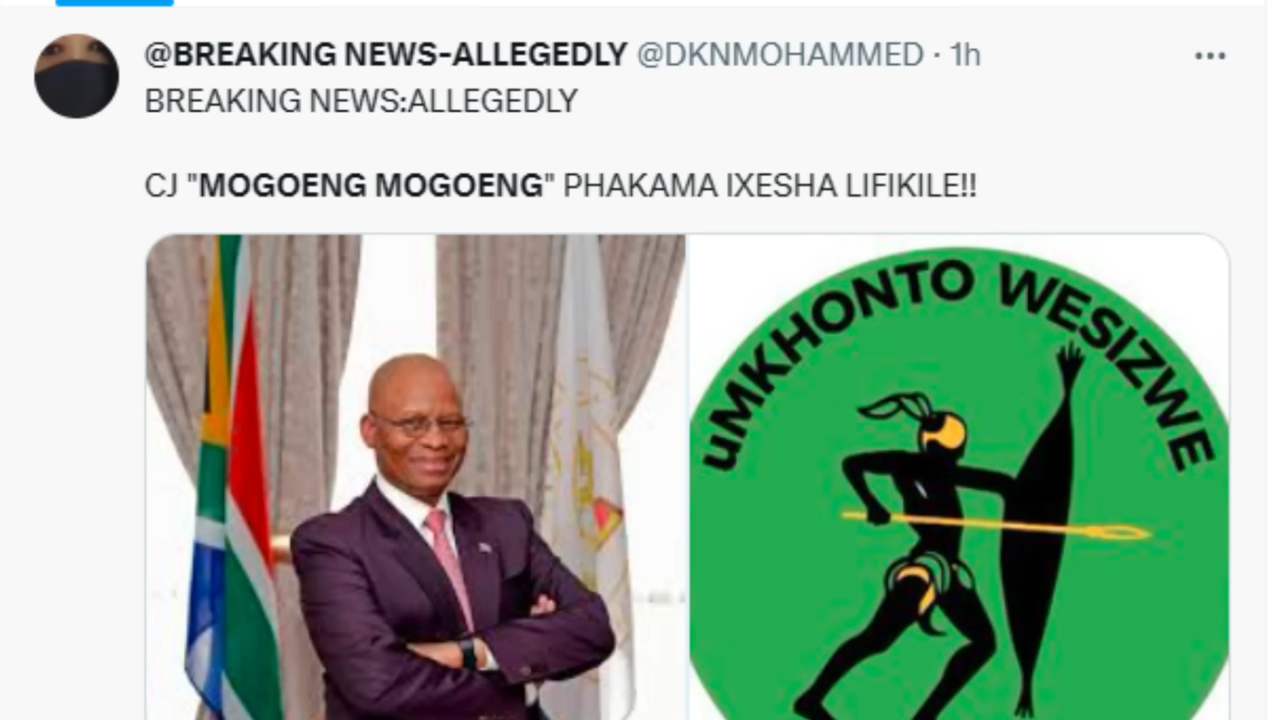 @BREAKING NEWS-ALLEGEDLY @DKNMOHAMMED · 1h
BREAKING NEWS:ALLEGEDLY
CJ "MOGOENG MOGOENG" PHAKAMA IXESHA LIFIKILE!!
uMKHONTO WESIZWE